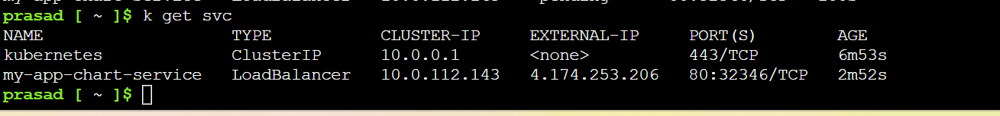 prasad [ ~ ]$ k get svc
NAME TYPE CLUSTER-IP EXTERNAL-IP PORT(S) AGE
kubernetes ClusterIP 10.0.0.1 <none> 443/TCP 6m53s
my-app-chart-service LoadBalancer 10.0.112.143 4.174.253.206 80:32346/TCP 2m52s
prasad [ ~ ]$